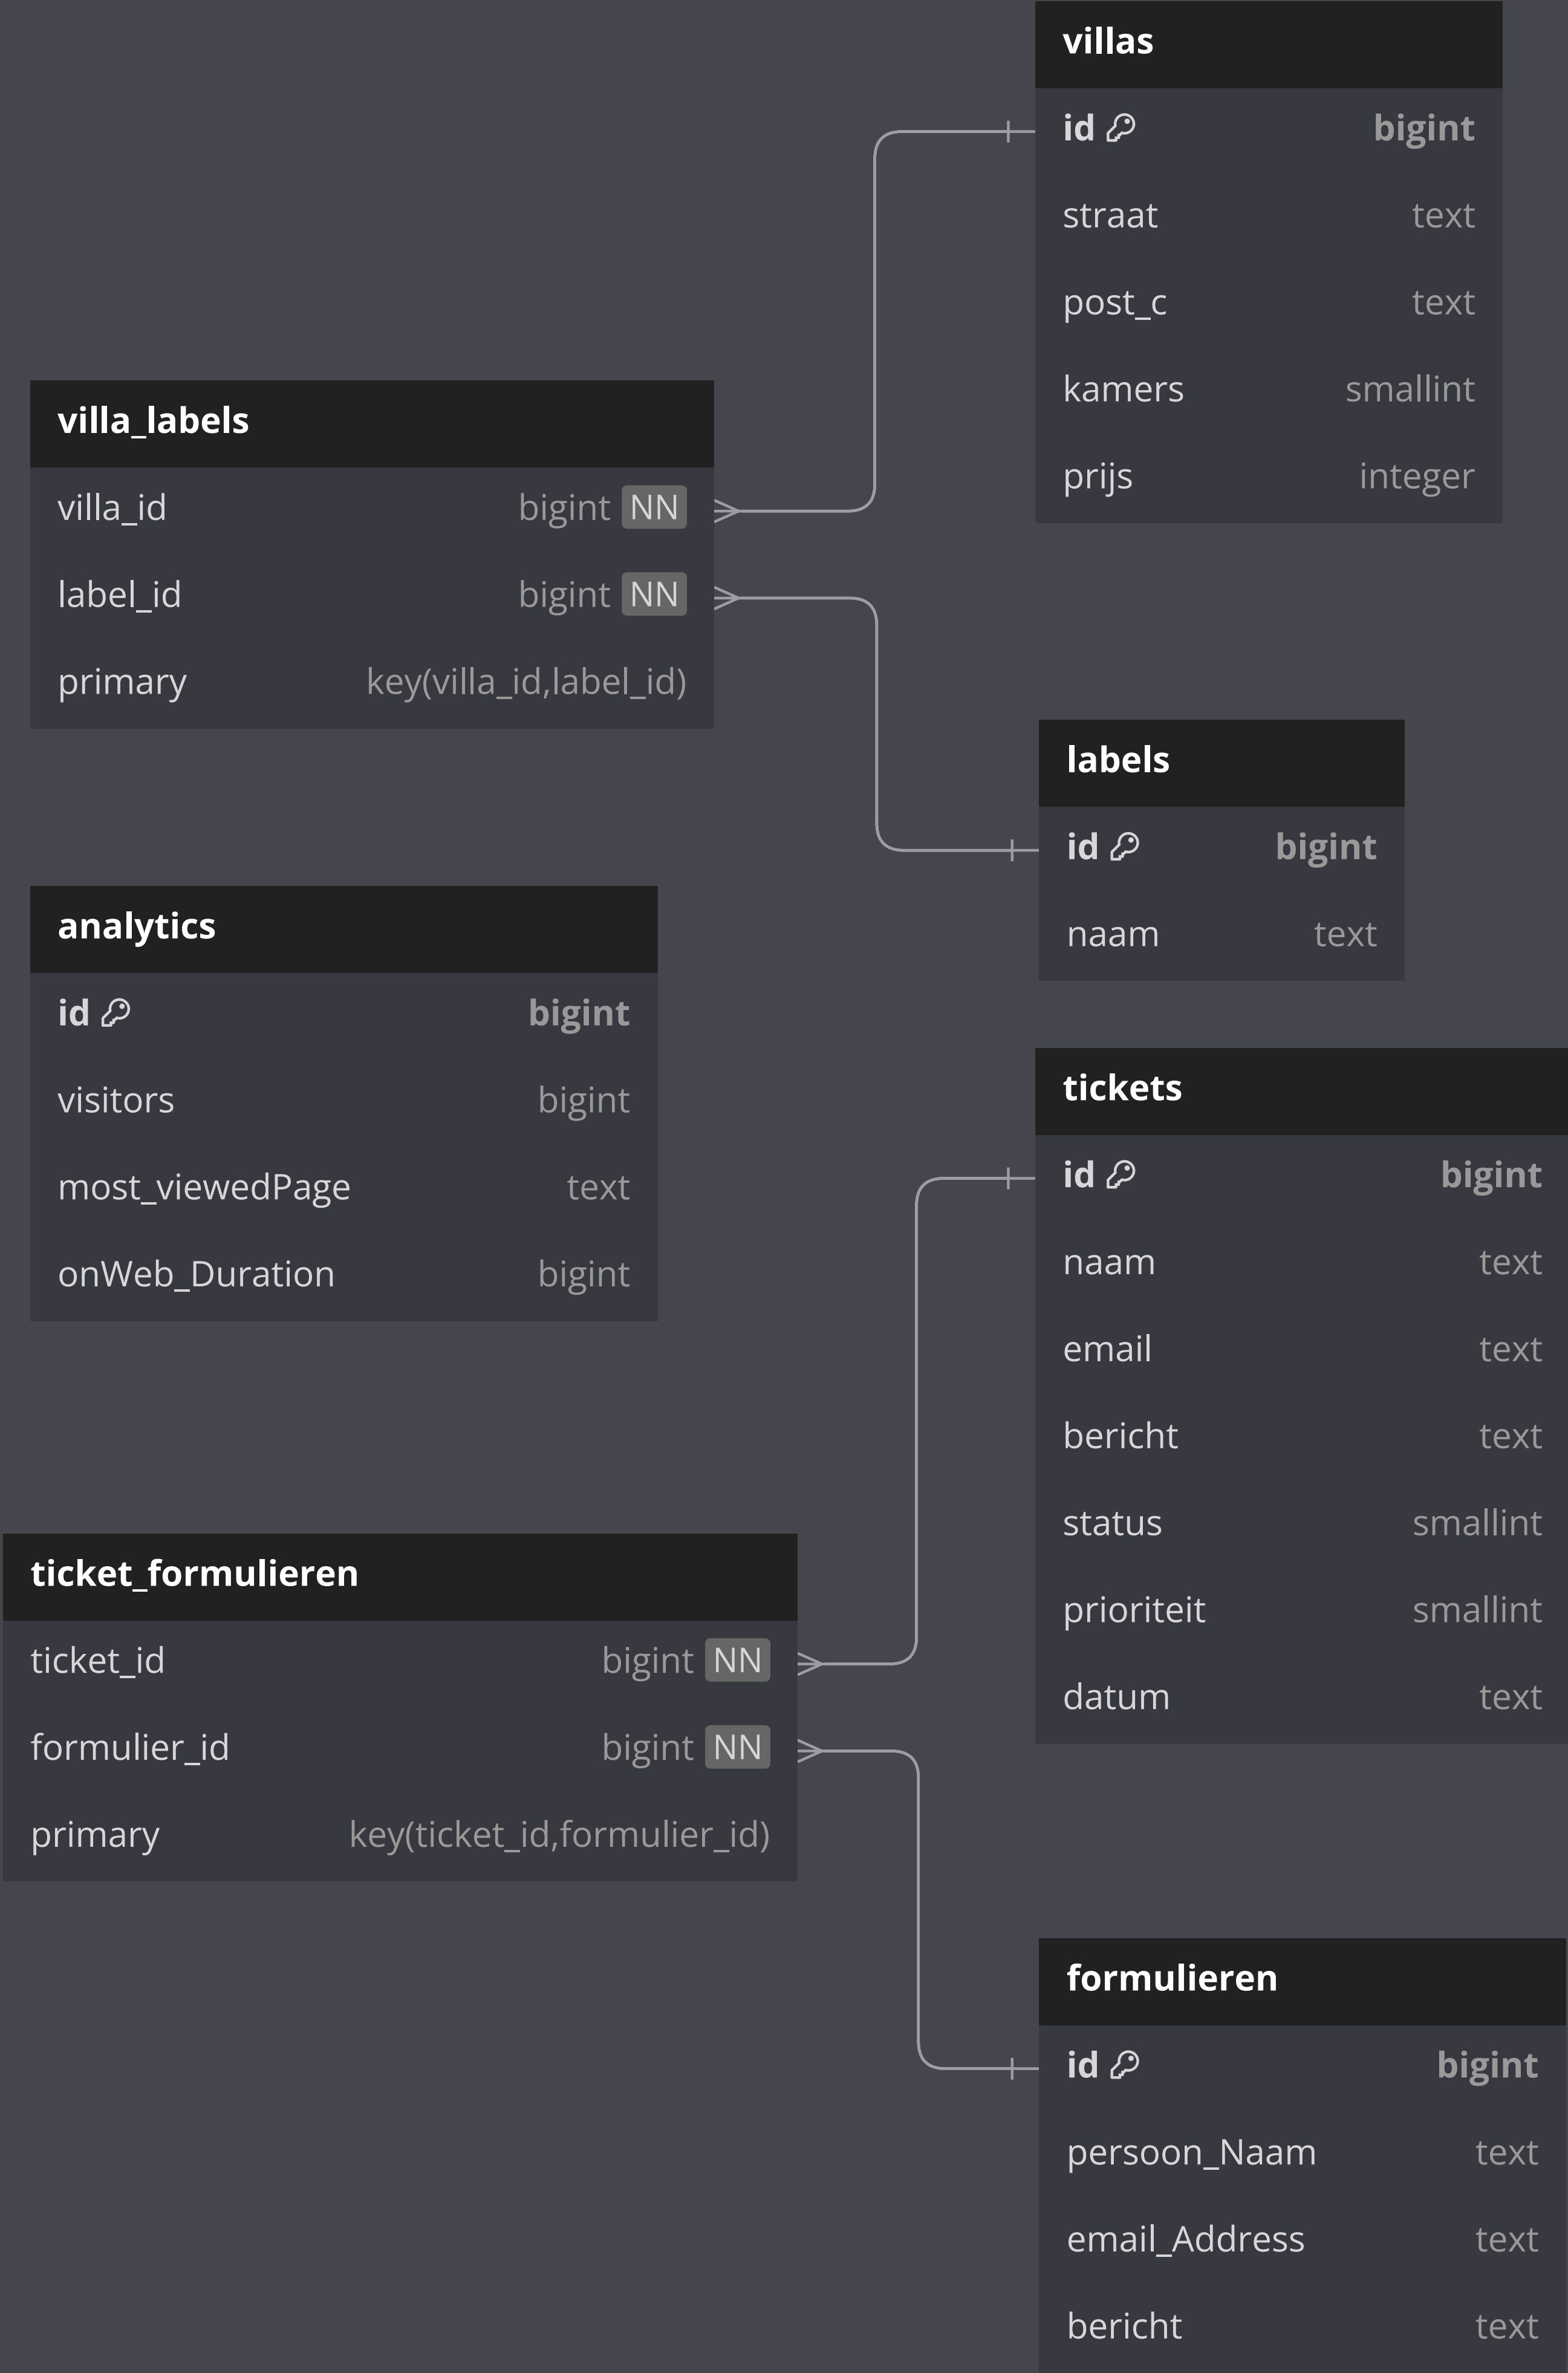 villas
id bigint
straat text
post_c text
kamers smallint
prijs integer
villa_labels
villa_id bigint NN
label_id bigint NN
primary key(villa_id,label_id)
labels
id bigint
naam text
analytics
id bigint
visitors bigint
most_viewedPage text
onWeb_Duration bigint
tickets
id bigint
naam text
email text
bericht text
status smallint
prioriteit smallint
datum text
ticket_formulieren
ticket_id bigint NN
formulier_id bigint NN
primary key(ticket_id,formulier_id)
formulieren
id bigint
persoon_Naam text
email_Address text
bericht text